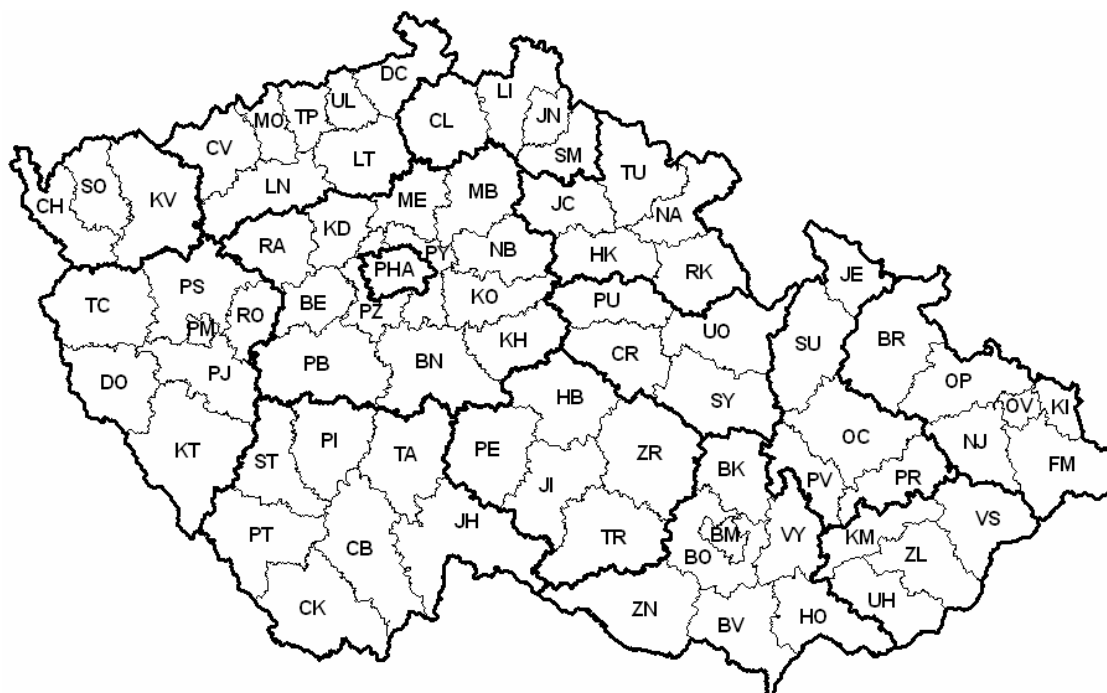 DC
LI
UL
MO
TP
CL
JN
CV
LT
SM
TU
SO
LN
CH
KV
ME
MB
JC
NA
RA
KD
PY
NB
HK
RK
PHA
JE
PS
TC
BE
KO
PU
RO
PZ
PM
UO
SU
BR
KH
CR
DO
PJ
PB
BN
OP
HB
SY
OV
KI
PI
OC
NJ
KT
ST
TA
PE
ZR
BK
FM
JI
PV
PR
JH
VS
PT
CB
TR
BM
VY
KM
BO
ZL
CK
ZN
UH
BV
HO